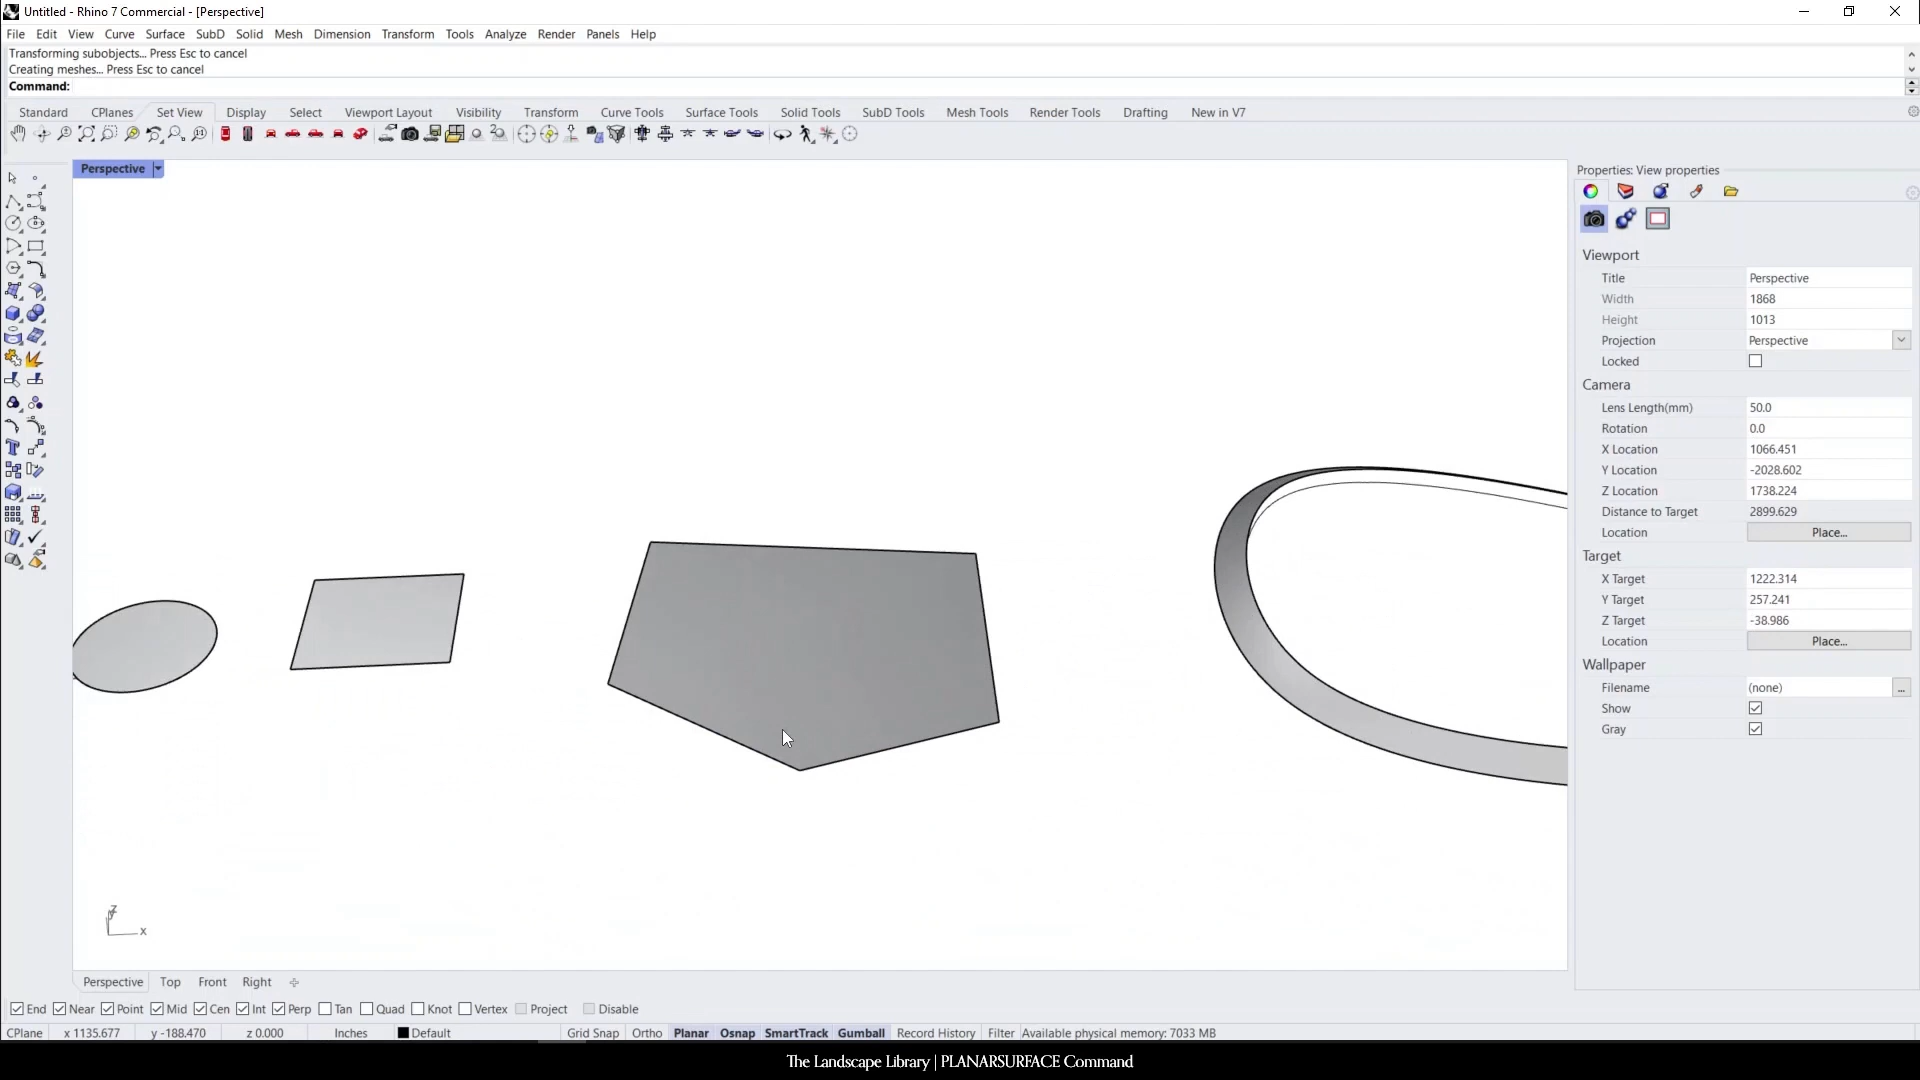 Untitled - Rhino 7 Commercial - [Perspective]
File Edit View Curve Surface SubD Solid Mesh Dimension Transform Tools Analyze Render Panels Help
Transforming subobjects... Press Esc to cancel
Creating meshes... Press Esc to cancel
Command:
Standard CPlanes Set View Display Select Viewport Layout Visibility Transform Curve Tools Surface Tools Solid Tools SubD Tools Mesh Tools Render Tools Drafting New in V7
Perspective
Properties: View properties
Viewport
Title Perspective
Width 1868
Height 1013
Projection Perspective
Locked
Camera
Lens Length(mm) 50.0
Rotation 0.0
X Location 1066.451
Y Location -2028.602
Z Location 1738.224
Distance to Target 2899.629
Location Place...
Target
X Target 1222.314
Y Target 257.241
Z Target -38.986
Location Place...
Wallpaper
Filename (none) ...
Show
Gray
z
x
Perspective Top Front Right
End Near Point Mid Cen Int Perp Tan Quad Knot Vertex Project Disable
CPlane x 1135.677 y -188.470 z 0.000 Inches Default Grid Snap Ortho Planar Osnap SmartTrack Gumball Record History Filter Available physical memory: 7033 MB
The Landscape Library | PLANARSURFACE Command